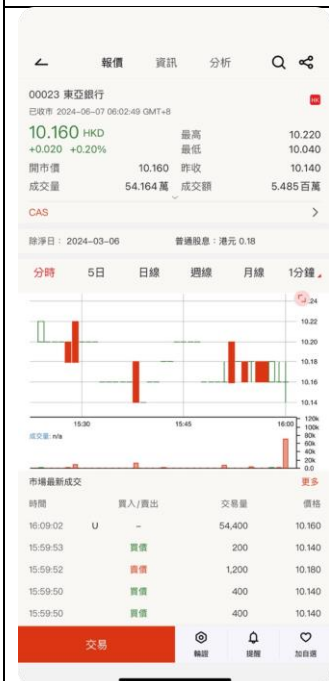 報價 資訊 分析
00023 東亞銀行 HK
已收市 2024-06-07 06:02:49 GMT+8
10.160 HKD 最高 10.220
+0.020 +0.20% 最低 10.040
開市價 10.160 昨收 10.140
成交量 54.164 萬 成交額 5.485 百萬
CAS
除淨日： 2024-03-06 普通股息：港元 0.18
分時 5日 日線 週線 月線 1分鐘
24
10.22
10.20
10.18
10.16
10.14
15:30 15:45 16:00
成交量: n/a
120k
100k
80k
60k
40k
20k
0.0
市場最新成交 更多
時間 買入/賣出 交易量 價格
16:09:02 U – 54,400 10.160
15:59:53 買價 200 10.140
15:59:52 賣價 1,200 10.180
15:59:50 買價 400 10.140
15:59:50 買價 400 10.140
交易 輪證 提醒 加自選